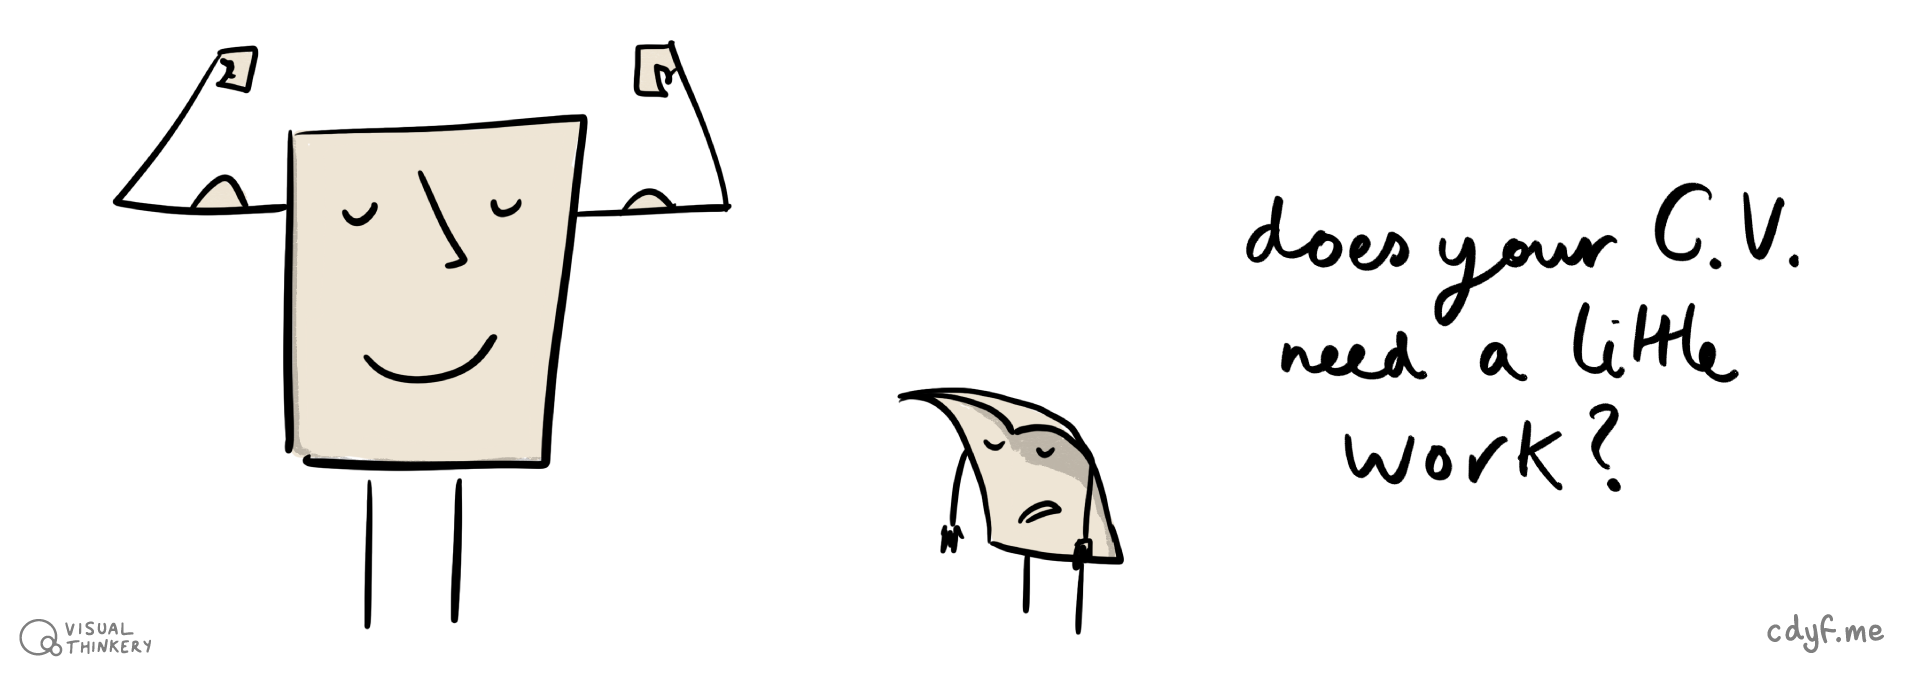 does your C.V.
need a little
work?
VISUAL
THINKERY
cdyf.me